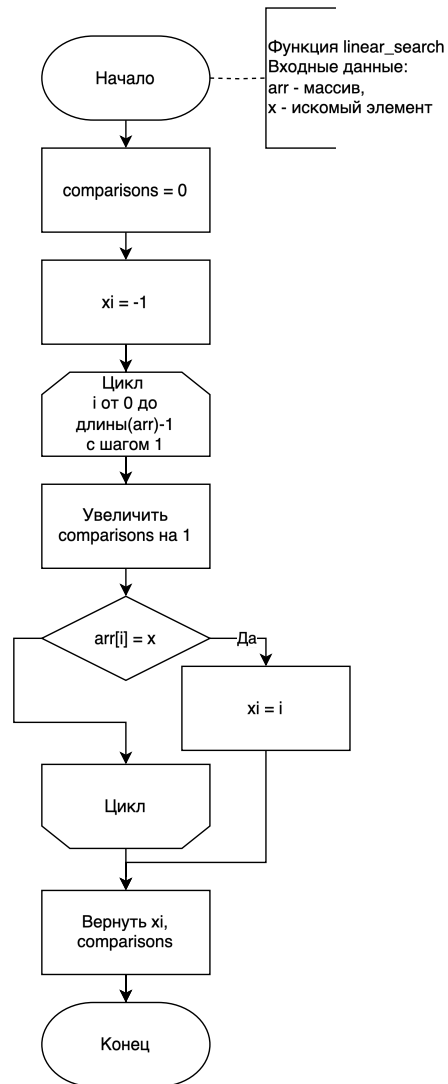 Начало
Функция linear_search
Входные данные:
arr - массив,
x - искомый элемент
comparisons = 0
xi = -1
Цикл
i от 0 до
длины(arr)-1
с шагом 1
Увеличить
comparisons на 1
arr[i] = x
Да
xi = i
Цикл
Вернуть xi,
comparisons
Конец